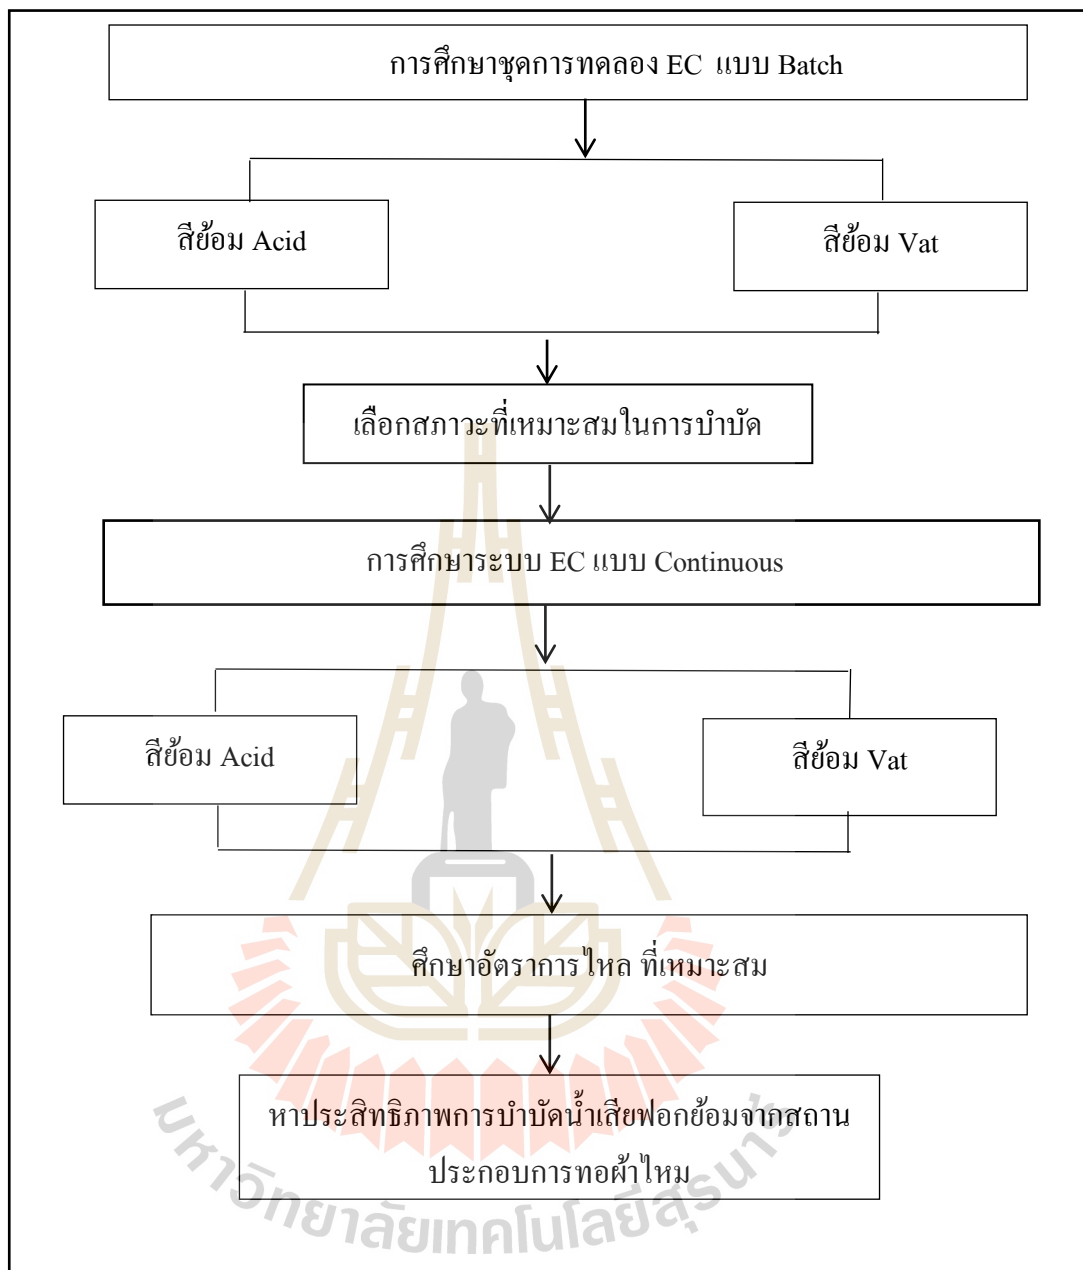 การศึกษาชุดการทดลอง EC แบบ Batch
สีย้อม Acid
สีย้อม Vat
เลือกสภาวะที่เหมาะสมในการบำบัด
การศึกษาระบบ EC แบบ Continuous
สีย้อม Acid
สีย้อม Vat
ศึกษาอัตราการไหล ที่เหมาะสม
หาประสิทธิภาพการบำบัดน้ำเสียฟอกย้อมจากสถาน
ประกอบการทอผ้าไหม
มหาวิทยาลัยเทคโนโลยีสุรนารี